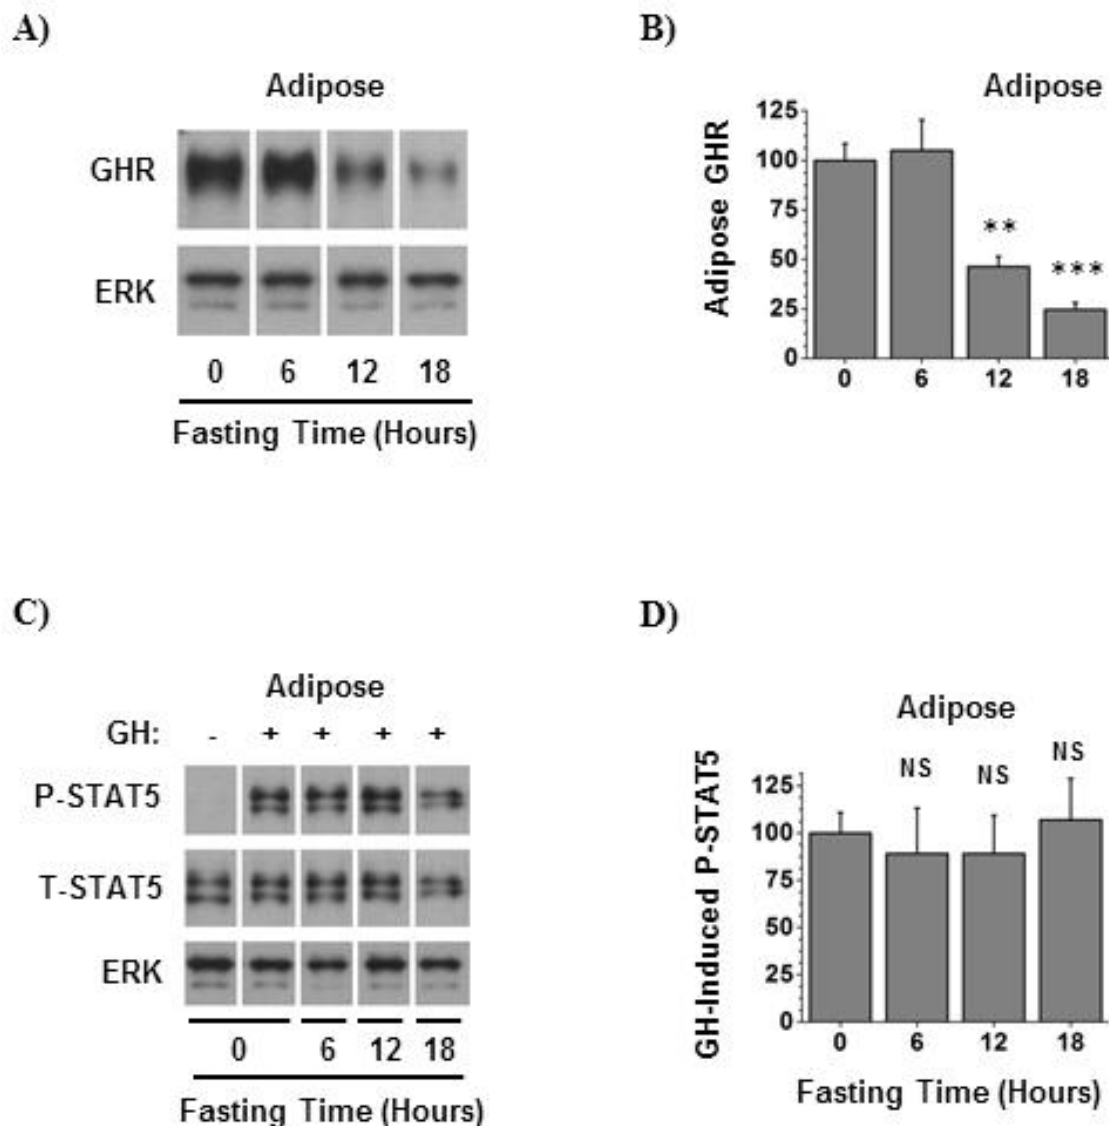 A)
Adipose
GHR
ERK
0 6 12 18
Fasting Time (Hours)
B)
Adipose
Adipose GHR
125
100
75
50
25
0
**
***
0 6 12 18
C)
Adipose
GH: - + + + +
P-STAT5
T-STAT5
ERK
0 6 12 18
Fasting Time (Hours)
D)
Adipose
GH-Induced P-STAT5
125
100
75
50
25
0
NS NS NS
0 6 12 18
Fasting Time (Hours)